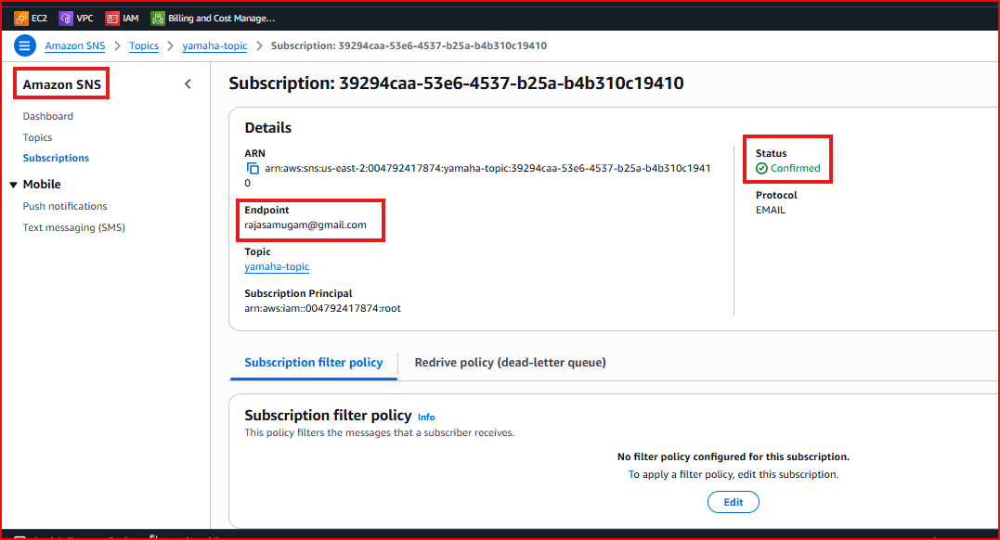 EC2 VPC IAM Billing and Cost Manage...
Amazon SNS > Topics > yamaha-topic > Subscription: 39294caa-53e6-4537-b25a-b4b310c19410
Amazon SNS
Dashboard
Topics
Subscriptions
Mobile
Push notifications
Text messaging (SMS)
Subscription: 39294caa-53e6-4537-b25a-b4b310c19410
Details
ARN
arn:aws:sns:us-east-2:004792417874:yamaha-topic:39294caa-53e6-4537-b25a-b4b310c1941
0
Endpoint
rajasamugam@gmail.com
Topic
yamaha-topic
Subscription Principal
arn:aws:iam::004792417874:root
Status
Confirmed
Protocol
EMAIL
Subscription filter policy Redrive policy (dead-letter queue)
Subscription filter policy Info
This policy filters the messages that a subscriber receives.
No filter policy configured for this subscription.
To apply a filter policy, edit this subscription.
Edit